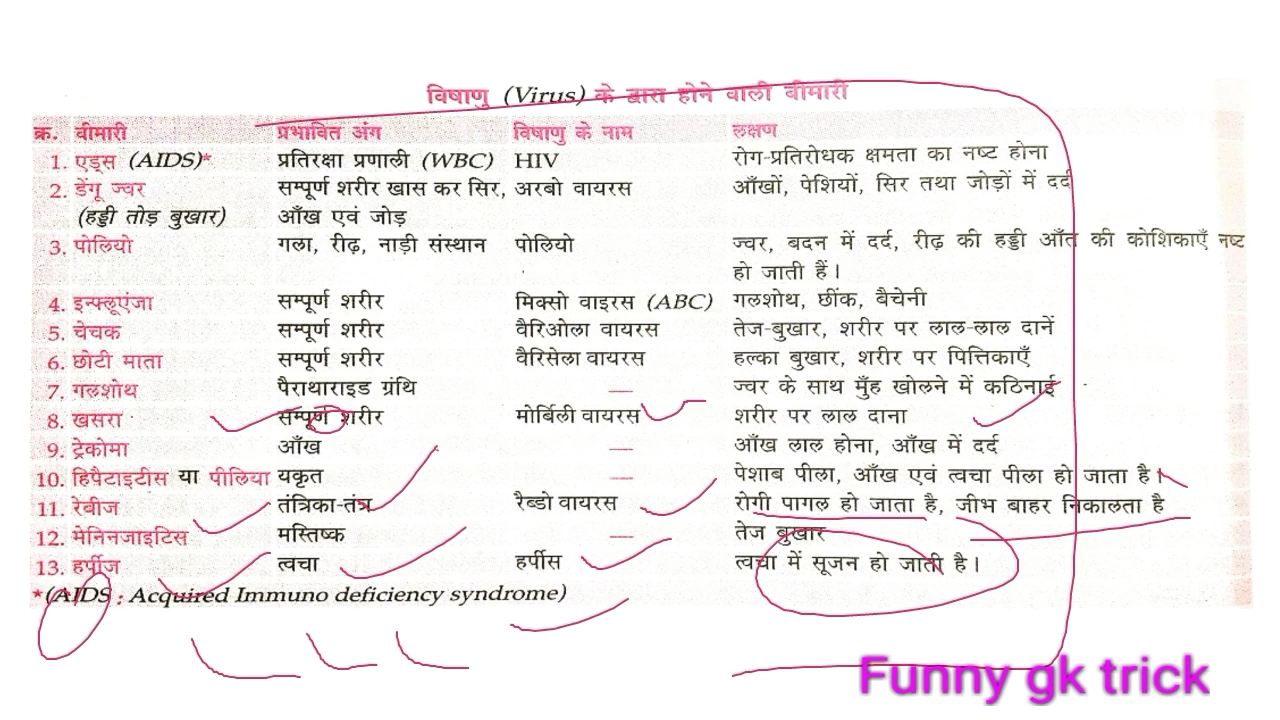 विषाणु (Virus) के द्वारा होने वाली बीमारी
क्र. बीमारी प्रभावित अंग विषाणु के नाम लक्षण
1. एड्स (AIDS)* प्रतिरक्षा प्रणाली (WBC) HIV रोग-प्रतिरोधक क्षमता का नष्ट होना
2. डेंगू ज्वर सम्पूर्ण शरीर खास कर सिर, अरबो वायरस आँखों, पेशियों, सिर तथा जोड़ों में दर्द
(हड्डी तोड़ बुखार) आँख एवं जोड़
3. पोलियो गला, रीढ़, नाड़ी संस्थान पोलियो ज्वर, बदन में दर्द, रीढ़ की हड्डी आँत की कोशिकाएँ नष्ट
हो जाती हैं।
4. इन्फ्लूएंजा सम्पूर्ण शरीर मिक्सो वाइरस (ABC) गलशोथ, छींक, बैचेनी
5. चेचक सम्पूर्ण शरीर वैरिओला वायरस तेज-बुखार, शरीर पर लाल-लाल दानें
6. छोटी माता सम्पूर्ण शरीर वैरिसेला वायरस हल्का बुखार, शरीर पर पित्तिकाएँ
7. गलशोथ पैराथाराइड ग्रंथि — ज्वर के साथ मुँह खोलने में कठिनाई
8. खसरा सम्पूर्ण शरीर मोर्बिली वायरस शरीर पर लाल दाना
9. ट्रेकोमा आँख — आँख लाल होना, आँख में दर्द
10. हिपैटाइटीस या पीलिया यकृत — पेशाब पीला, आँख एवं त्वचा पीला हो जाता है।
11. रेबीज तंत्रिका-तंत्र रैब्डो वायरस रोगी पागल हो जाता है, जीभ बाहर निकालता है
12. मेनिनजाइटिस मस्तिष्क — तेज बुखार
13. हर्पीज त्वचा हर्पीस त्वचा में सूजन हो जाती है।
*(AIDS : Acquired Immuno deficiency syndrome)
Funny gk trick